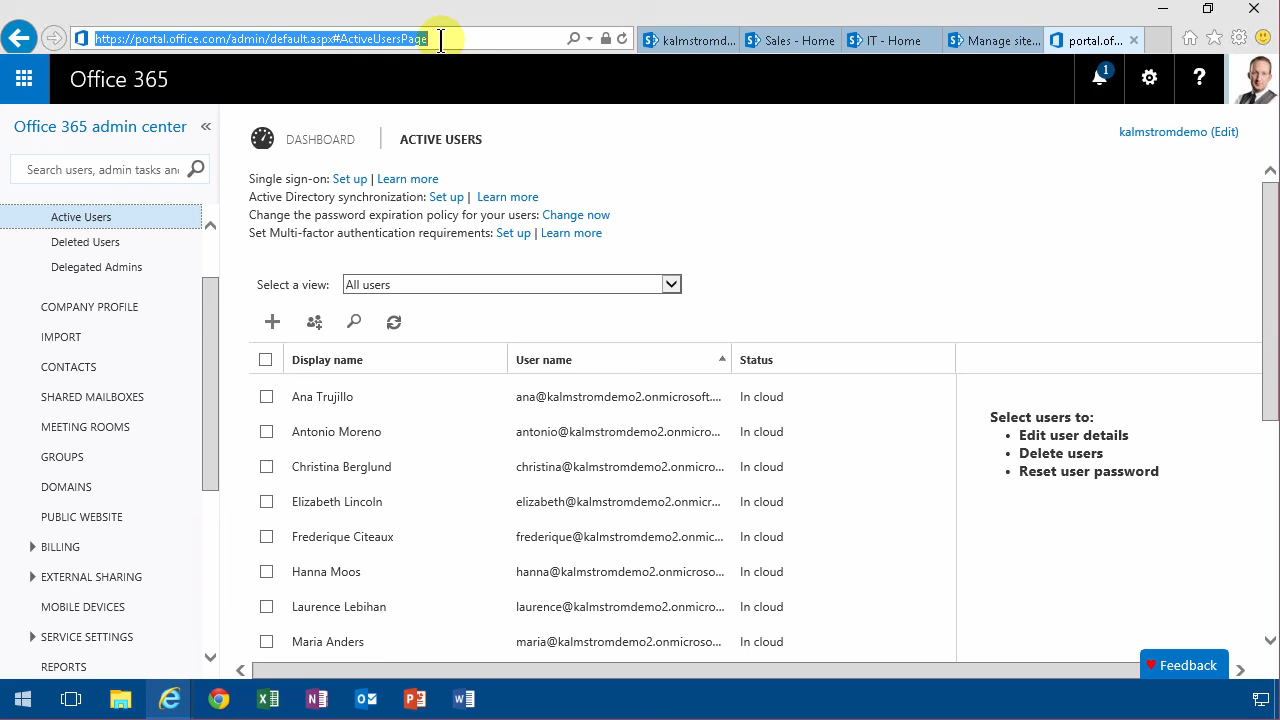 https://portal.office.com/admin/default.aspx#ActiveUsersPage
kalmstromd...
Sales - Home
IT - Home
Manage site...
portal.of...
Office 365
1
?
Office 365 admin center «
Search users, admin tasks an
Active Users
Deleted Users
Delegated Admins
COMPANY PROFILE
IMPORT
CONTACTS
SHARED MAILBOXES
MEETING ROOMS
GROUPS
DOMAINS
PUBLIC WEBSITE
BILLING
EXTERNAL SHARING
MOBILE DEVICES
SERVICE SETTINGS
REPORTS
DASHBOARD | ACTIVE USERS
kalmstromdemo (Edit)
Single sign-on: Set up | Learn more
Active Directory synchronization: Set up | Learn more
Change the password expiration policy for your users: Change now
Set Multi-factor authentication requirements: Set up | Learn more
Select a view: All users
Display name User name Status
Ana Trujillo ana@kalmstromdemo2.onmicrosoft.... In cloud
Antonio Moreno antonio@kalmstromdemo2.onmicro... In cloud
Christina Berglund christina@kalmstromdemo2.onmicro... In cloud
Elizabeth Lincoln elizabeth@kalmstromdemo2.onmicr... In cloud
Frederique Citeaux frederique@kalmstromdemo2.onmic... In cloud
Hanna Moos hanna@kalmstromdemo2.onmicroso... In cloud
Laurence Lebihan laurence@kalmstromdemo2.onmicro... In cloud
Maria Anders maria@kalmstromdemo2.onmicroso... In cloud
Select users to:
• Edit user details
• Delete users
• Reset user password
Feedback